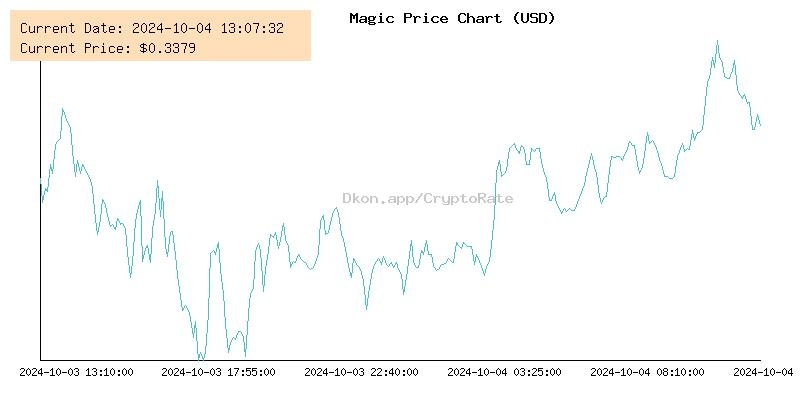 Magic Price Chart (USD)
Current Date: 2024-10-04 13:07:32
Current Price: $0.3379
Dkon.app/CryptoRate
2024-10-03 13:10:00 2024-10-03 17:55:00 2024-10-03 22:40:00 2024-10-04 03:25:00 2024-10-04 08:10:00 2024-10-04